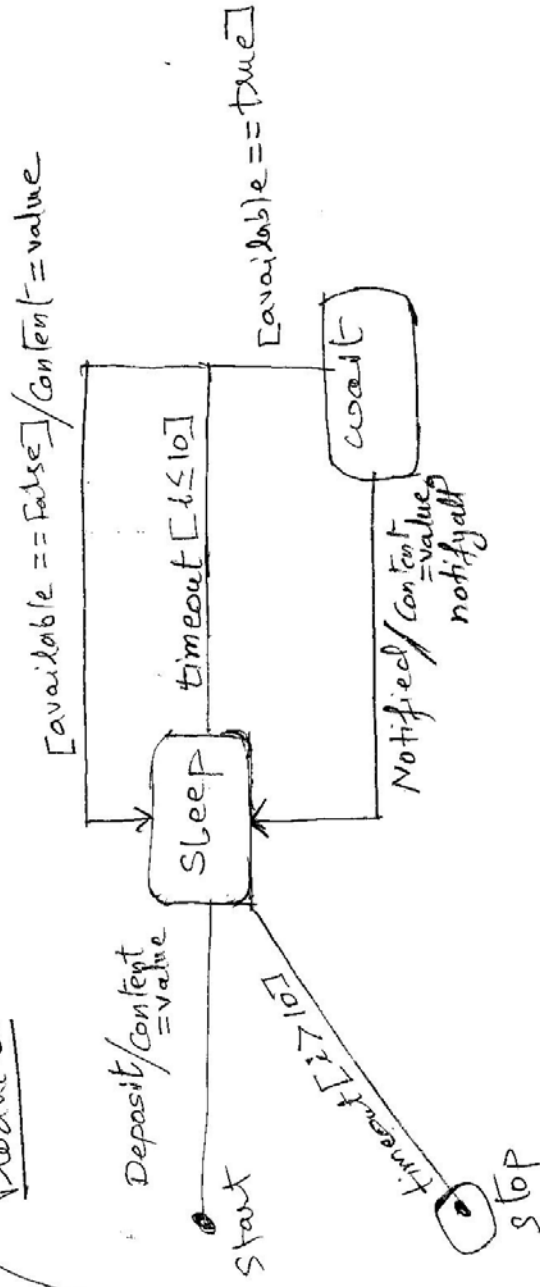 [available == False]/Content = value
timeout [i ≤ 10]
[available == true]
Deposit/Content
= value
Start
Sleep
wait
Notified/Content
= value,
notifyall
timeout [i > 10]
Stop